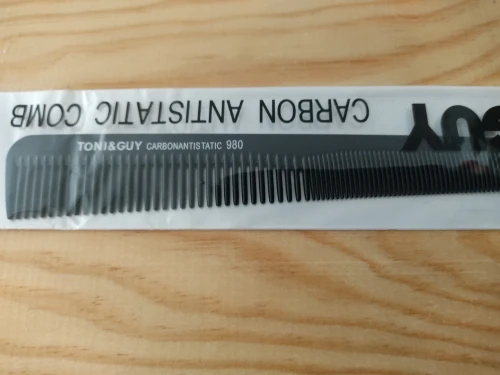 GUY
CARBON ANTISTATIC COMB
TONI&GUY CARBONANTISTATIC 980